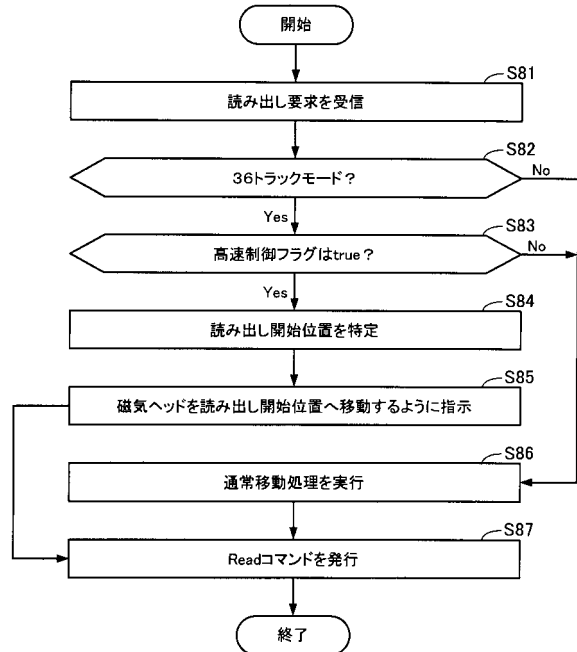 開始
S81
読み出し要求を受信
S82
36トラックモード?
No
Yes
S83
高速制御フラグはtrue?
No
Yes
S84
読み出し開始位置を特定
S85
磁気ヘッドを読み出し開始位置へ移動するように指示
S86
通常移動処理を実行
S87
Readコマンドを発行
終了